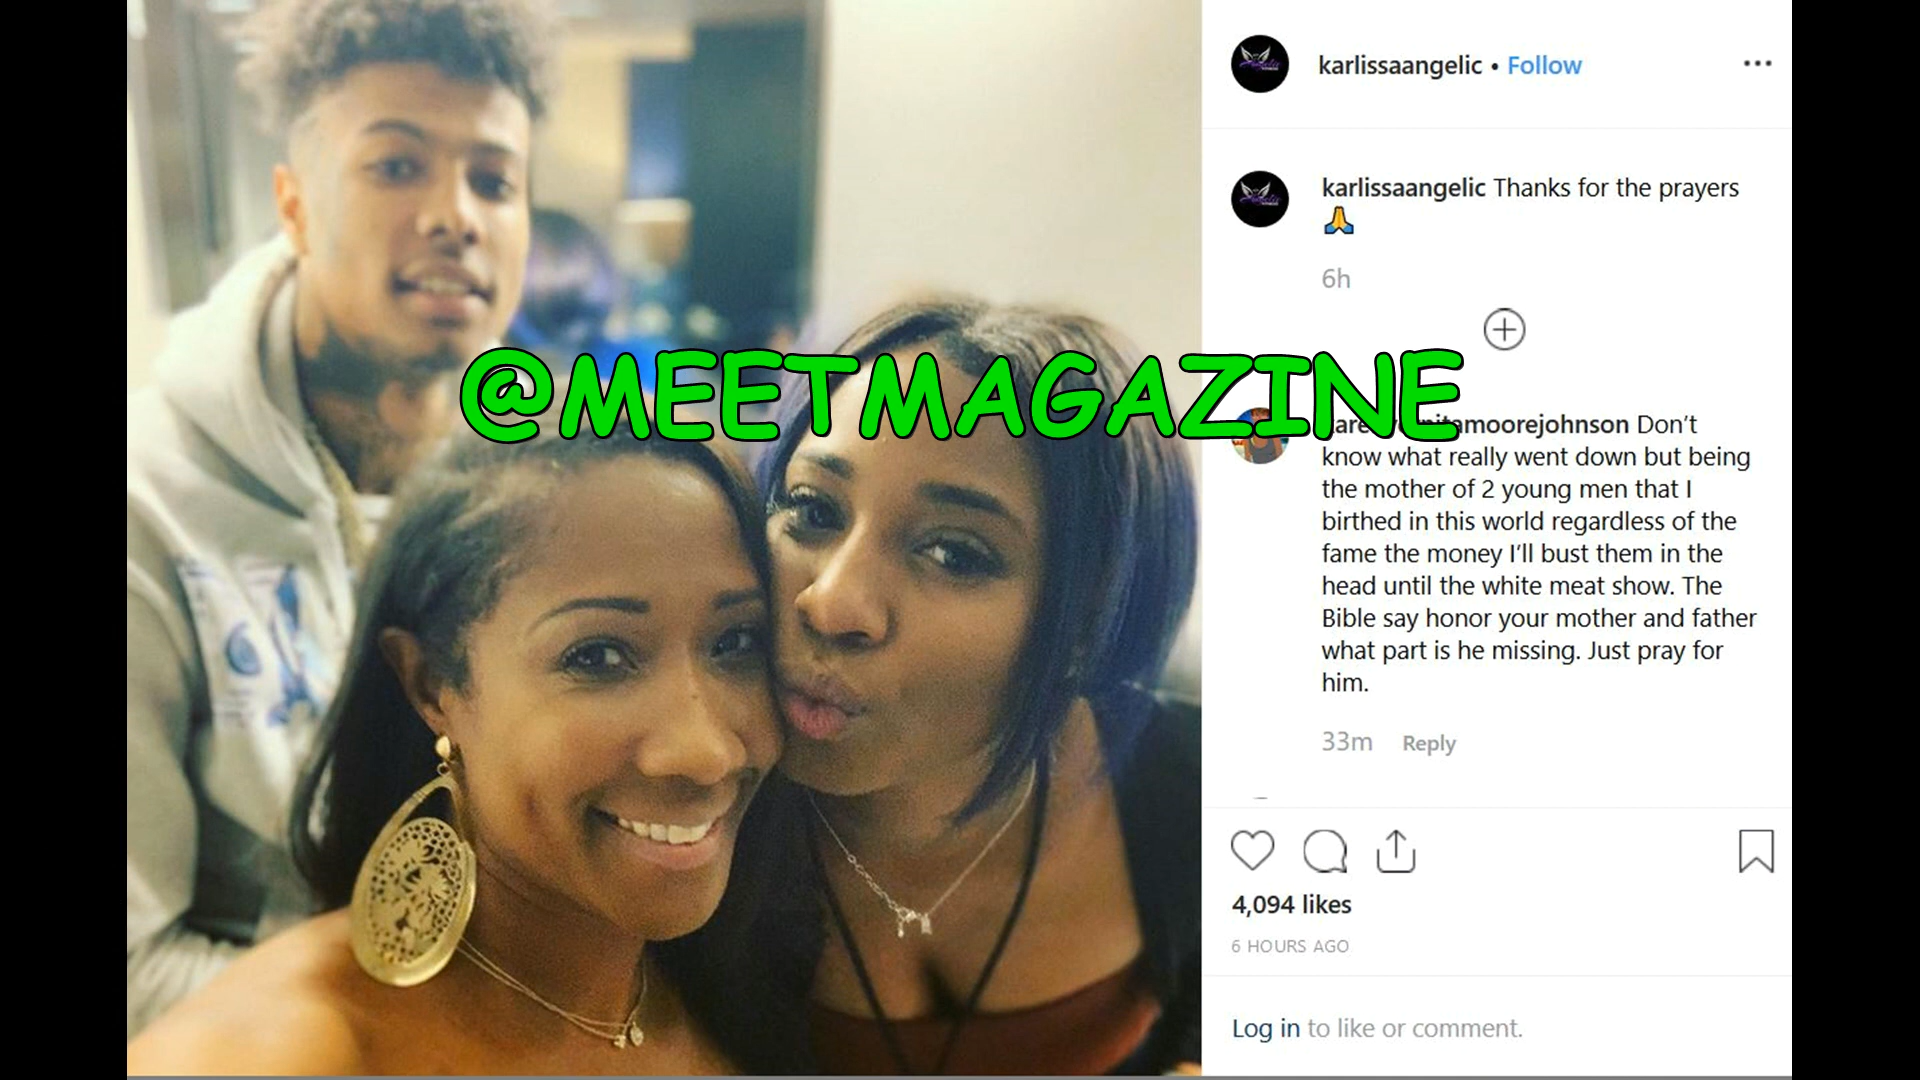 karlissaangelic • Follow
karlissaangelic Thanks for the prayers
🙏
6h
@MEETMAGAZINE
Don't
know what really went down but being
the mother of 2 young men that I
birthed in this world regardless of the
fame the money I'll bust them in the
head until the white meat show. The
Bible say honor your mother and father
what part is he missing. Just pray for
him.
33m Reply
4,094 likes
6 HOURS AGO
Log in to like or comment.